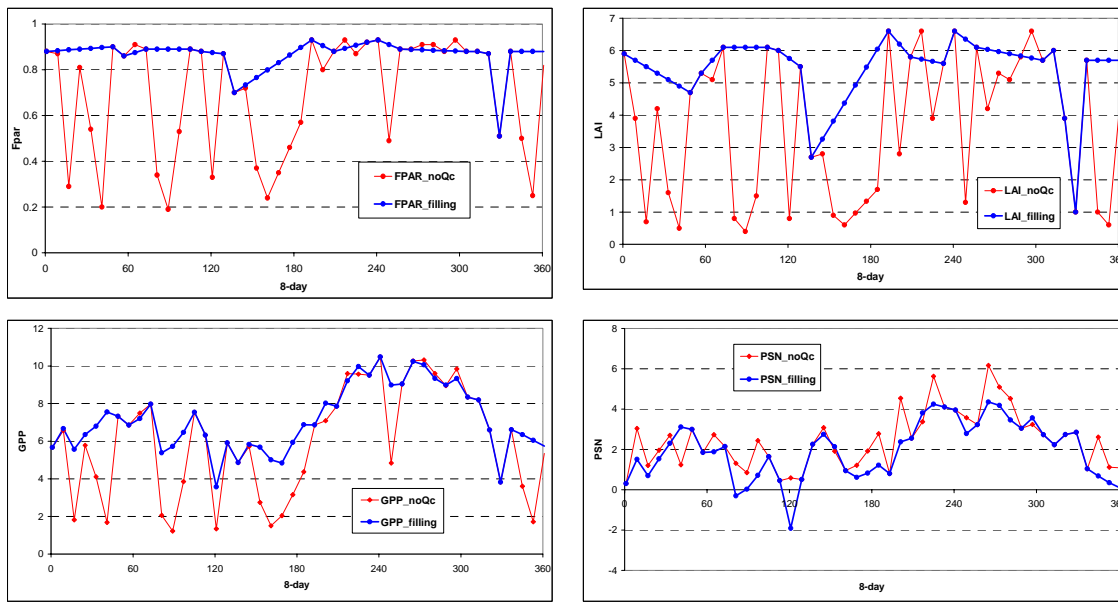 1
0.8
0.6
0.4
0.2
0
Fpar
FPAR_noQc
FPAR_filling
0 60 120 180 240 300 360
8-day
7
6
5
4
3
2
1
0
LAI
LAI_noQc
LAI_filling
0 60 120 180 240 300 360
8-day
12
10
8
6
4
2
0
GPP
GPP_noQc
GPP_filling
0 60 120 180 240 300 360
8-day
8
6
4
2
0
-2
-4
PSN
PSN_noQc
PSN_filling
0 60 120 180 240 300 360
8-day